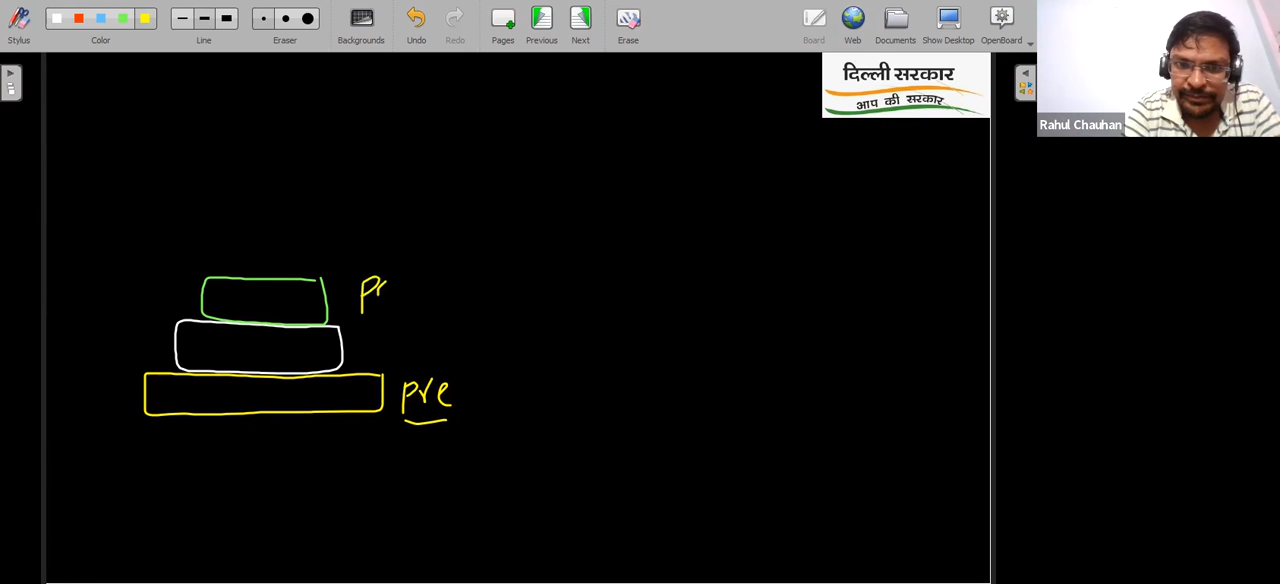 Stylus
Color
Line
Eraser
Backgrounds
Undo
Redo
Pages
Previous
Next
Erase
Board
Web
Documents
Show Desktop
OpenBoard
दिल्ली सरकार
आप की सरकार
Rahul Chauhan
pr
pre